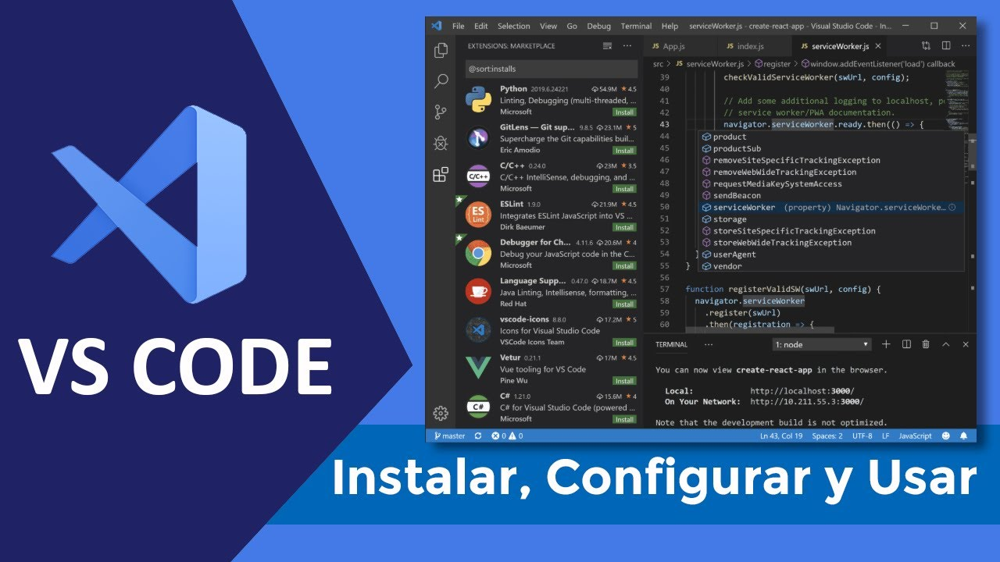 VS CODE
Instalar, Configurar y Usar
File Edit Selection View Go Debug Terminal Help serviceWorker.js - create-react-app - Visual Studio Code - In...
EXTENSIONS: MARKETPLACE
@sort:installs
Python 2019.6.24221 54.9M 4.5
Linting, Debugging (multi-threaded, ...
Microsoft Install
GitLens — Git sup... 9.8.5 23.1M 5
Supercharge the Git capabilities buil...
Eric Amodio Install
C/C++ 0.24.0 23M 3.5
C/C++
C/C++ IntelliSense, debugging, and ...
Microsoft Install
ESLint 1.9.0 21.9M 4.5
ES
Lint
Integrates ESLint JavaScript into VS ...
Dirk Baeumer Install
Debugger for Ch... 4.11.6 20.6M 4
Debug your JavaScript code in the C...
Microsoft Install
Language Supp... 0.47.0 18.7M 4.5
Java Linting, Intellisense, formatting, ...
Red Hat Install
vscode-icons 8.8.0 17.2M 5
Icons for Visual Studio Code
VSCode Icons Team Install
Vetur 0.21.1 17M 4.5
Vue tooling for VS Code
Pine Wu Install
C# 1.21.0 15.6M 4
C#
C# for Visual Studio Code (powered ...
Microsoft Install
JS App.js JS index.js JS serviceWorker.js
src > JS serviceWorker.js > register > window.addEventListener('load') callback
39 checkValidServiceWorker(swUrl, config);
40
41 // Add some additional logging to localhost, p
42 // service worker/PWA documentation.
43 navigator.serviceWorker.ready.then(() => {
44 product
45 productSub
46 removeSiteSpecificTrackingException
47 removeWebWideTrackingException
48 requestMediaKeySystemAccess
49 sendBeacon
50 serviceWorker (property) Navigator.serviceWorke...
51 storage
52 storeSiteSpecificTrackingException
53 storeWebWideTrackingException
54 } userAgent
55 } vendor
56
57 function registerValidSW(swUrl, config) {
58 navigator.serviceWorker
59 .register(swUrl)
60 .then(registration => {
TERMINAL ... 1: node
You can now view create-react-app in the browser.
Local: http://localhost:3000/
On Your Network: http://10.211.55.3:3000/
Note that the development build is not optimized.
master 0 0 Ln 43, Col 19 Spaces: 2 UTF-8 LF JavaScript